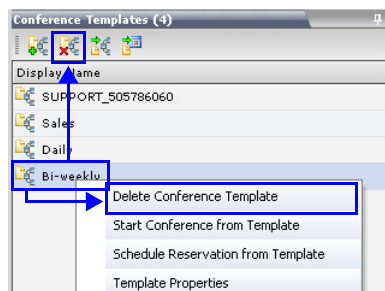 Conference Templates (4)
Display Name
SUPPORT_505786060
Sales
Daily
Bi-weekly
Delete Conference Template
Start Conference from Template
Schedule Reservation from Template
Template Properties